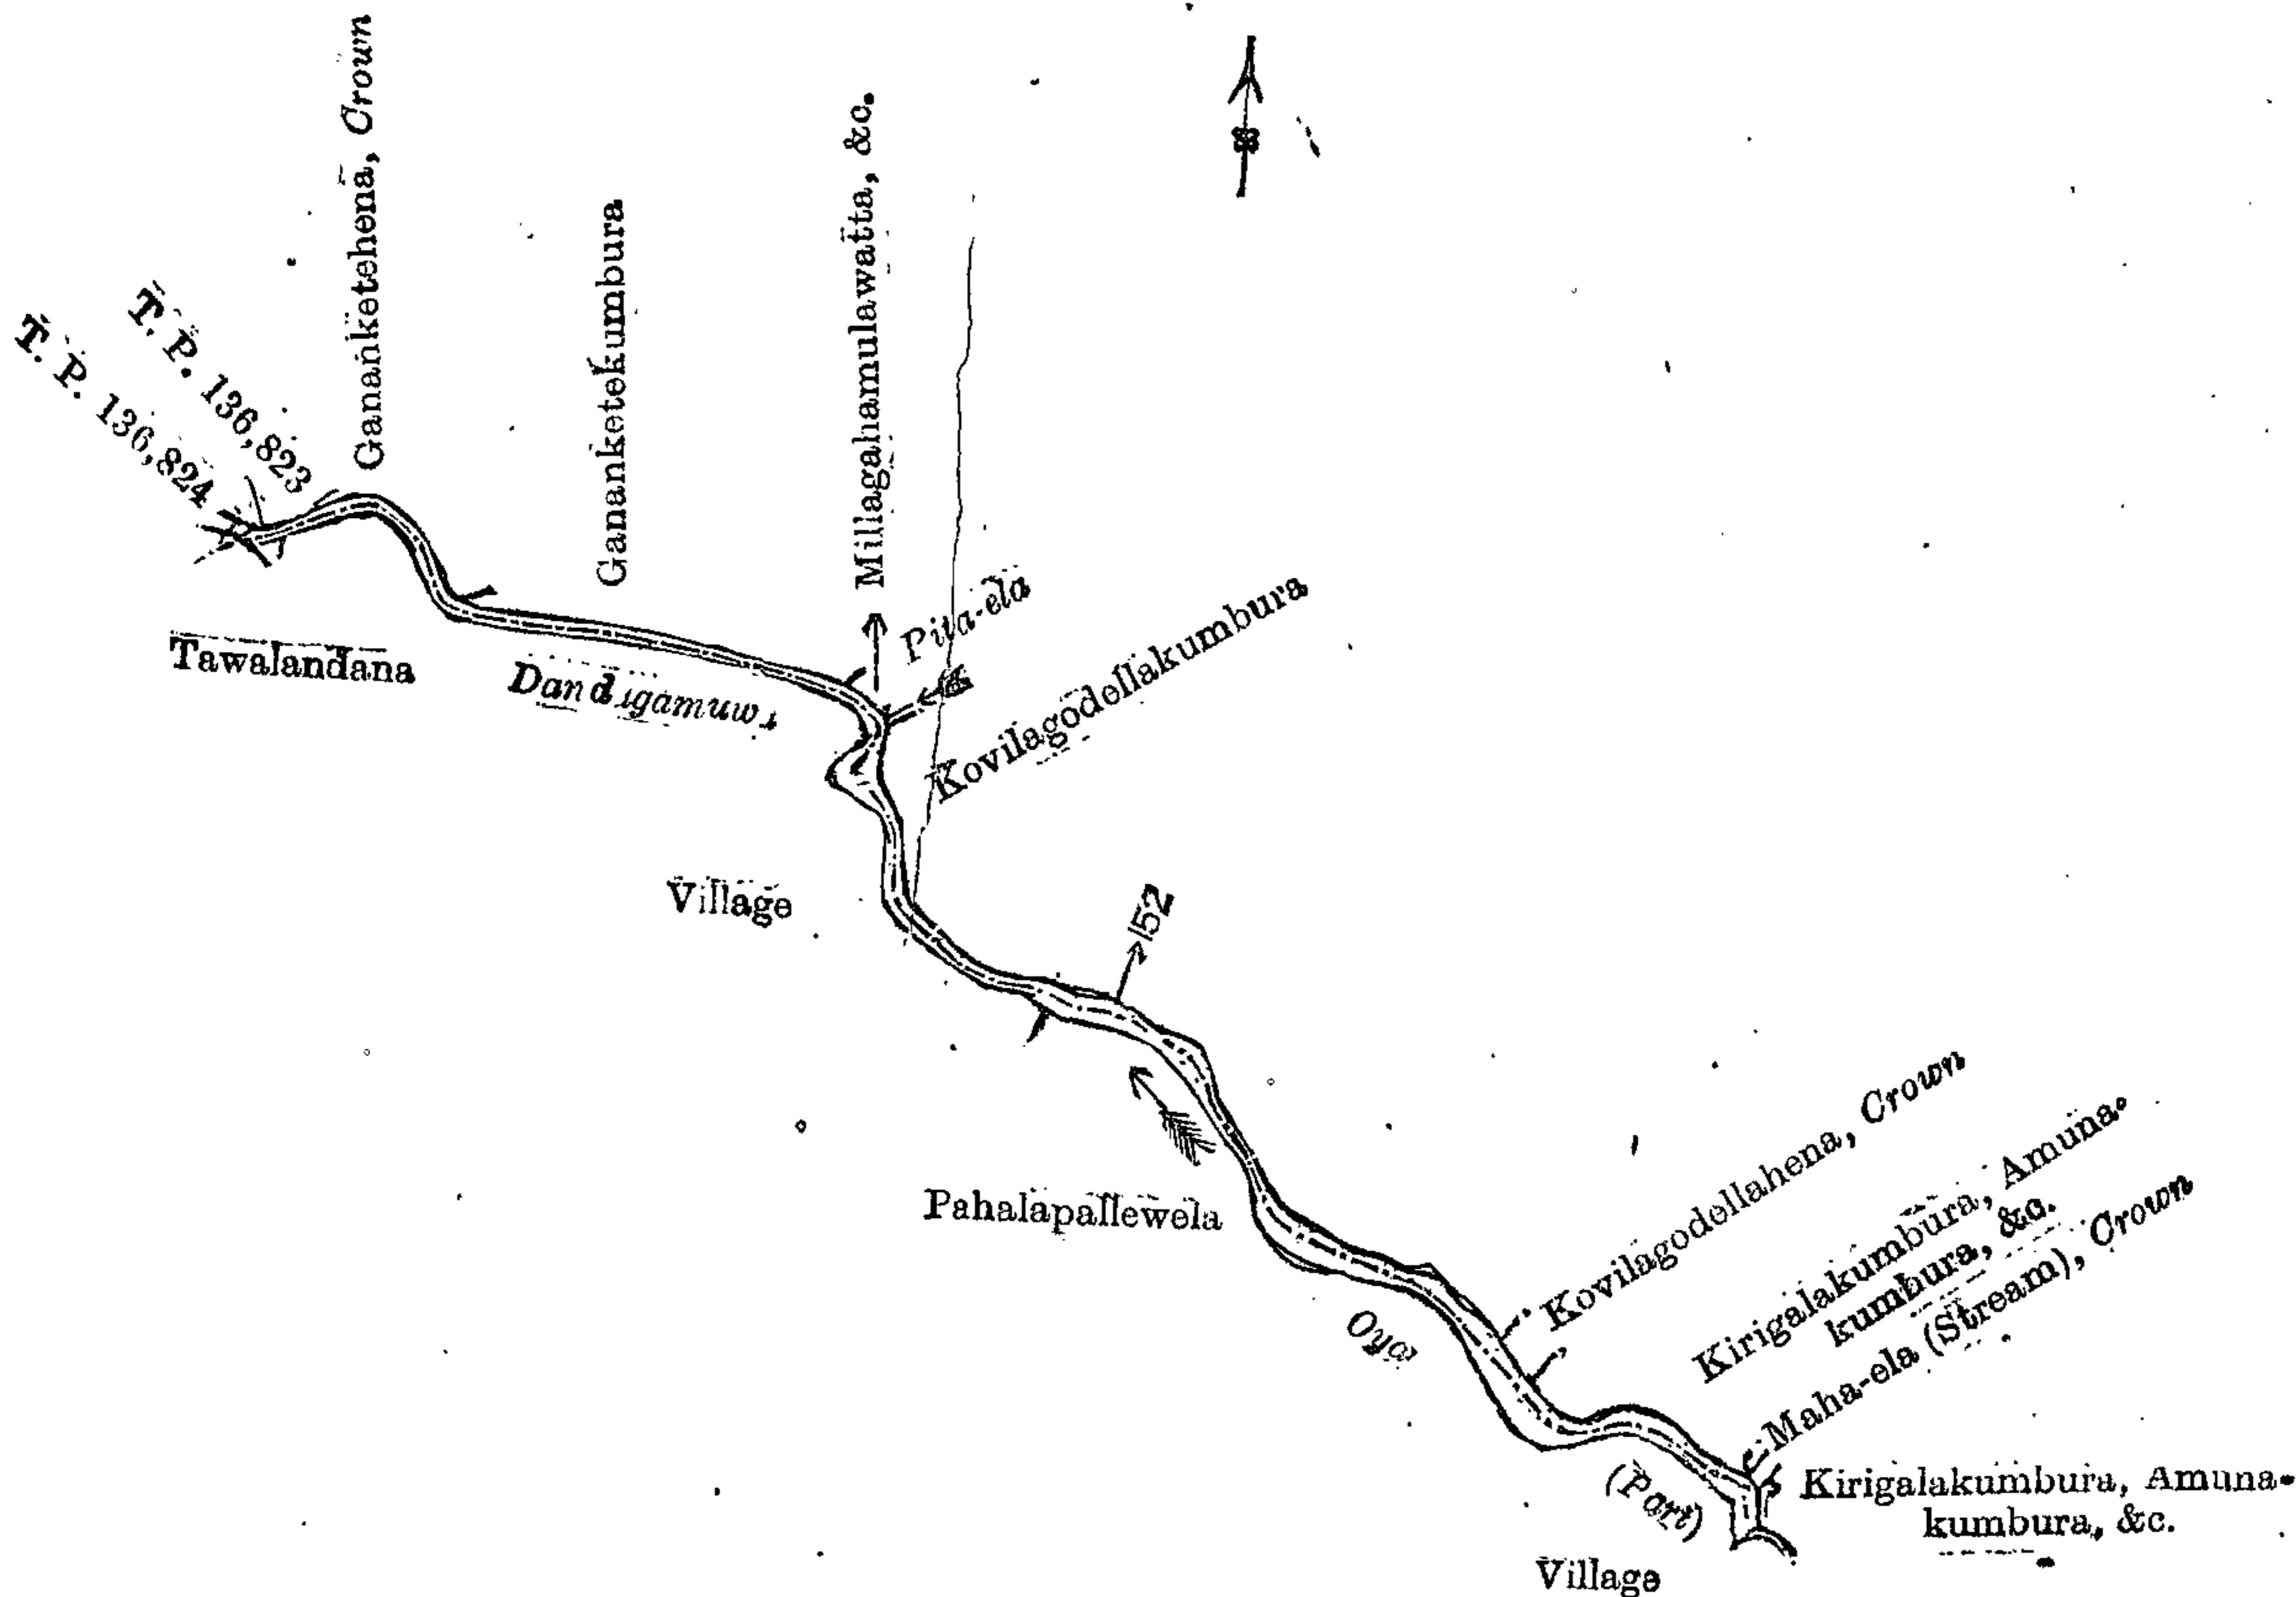 T. P. 136,824
T. P. 136,823
Gananketehena, Crown
Gananketekumbura
Millagahamulawatta, &c.
Pita-ela
Kovilagodellakumbura
Tawalandana
Dandigamuwa
Village
152
Pahalapallewela
Oya
Kovilagodellahena, Crown
Kirigalakumbura, Amuna-
kumbura, &c.
Maha-ela (Stream), Crown
(Part)
Kirigalakumbura, Amuna-
kumbura, &c.
Village